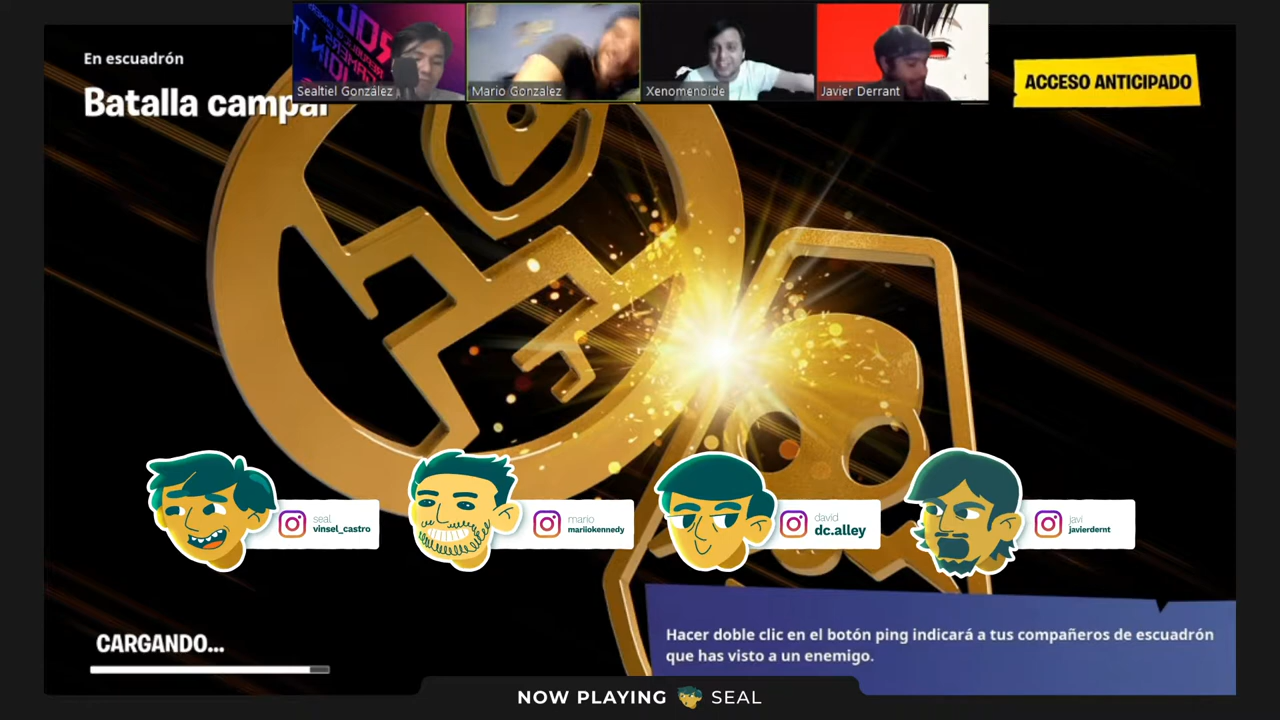 En escuadrón
Batalla campal
Sealtiel González
Mario González
Xenomenoide
Javier Derrant
ACCESO ANTICIPADO
seal
vinsel_castro
mario
mariiokennedy
david
dc.alley
javi
javierdernt
CARGANDO...
Hacer doble clic en el botón ping indicará a tus compañeros de escuadrón
que has visto a un enemigo.
NOW PLAYING SEAL